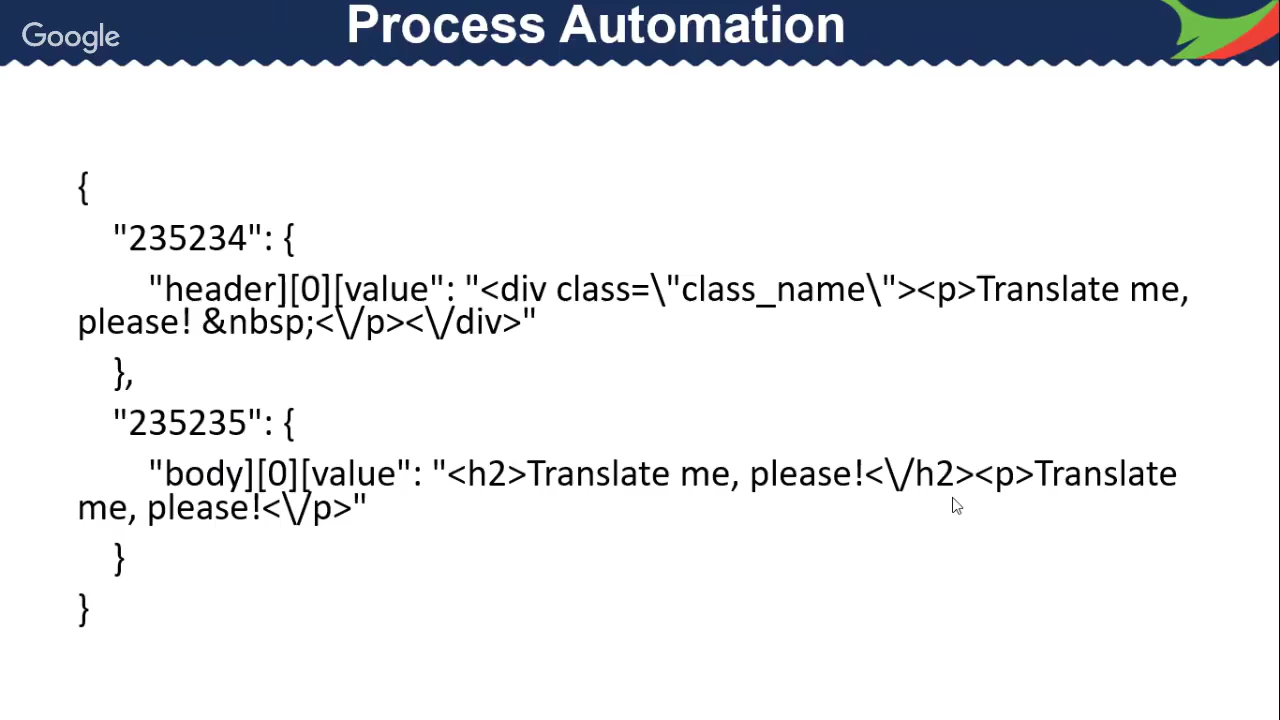 Google
Process Automation
{
"235234": {
"header][0][value": "<div class=\"class_name\"><p>Translate me,
please! &nbsp;<\/p><\/div>"
},
"235235": {
"body][0][value": "<h2>Translate me, please!<\/h2><p>Translate
me, please!<\/p>"
}
}